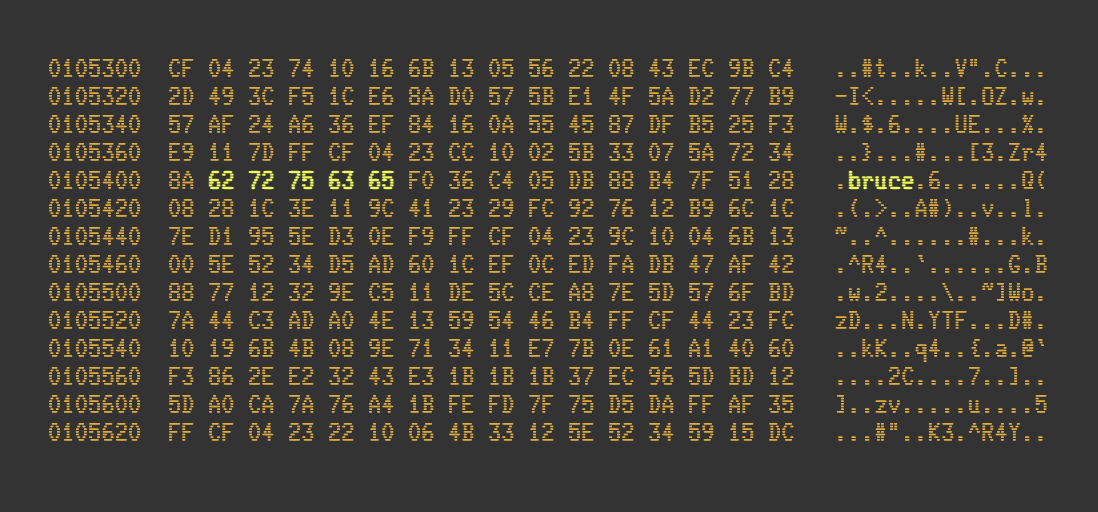 0105300 CF 04 23 74 10 16 6B 13 05 56 22 08 43 EC 9B C4 ..#t..k..V".C...
0105320 2D 49 3C F5 1C E6 8A D0 57 5B E1 4F 5A D2 77 B9 -I<.....W[.OZ.w.
0105340 57 AF 24 A6 36 EF 84 16 0A 55 45 87 DF B5 25 F3 W.$.6....UE...%.
0105360 E9 11 7D FF CF 04 23 CC 10 02 5B 33 07 5A 72 34 ..}...#...[3.Zr4
0105400 8A 62 72 75 63 65 F0 36 C4 05 DB 88 B4 7F 51 28 .bruce.6......Q(
0105420 08 28 1C 3E 11 9C 41 23 29 FC 92 76 12 B9 6C 1C .(.>..A#)..v..l.
0105440 7E D1 95 5E D3 0E F9 FF CF 04 23 9C 10 04 6B 13 ~..^......#...k.
0105460 00 5E 52 34 D5 AD 60 1C EF 0C ED FA DB 47 AF 42 .^R4..`......G.B
0105500 88 77 12 32 9E C5 11 DE 5C CE A8 7E 5D 57 6F BD .w.2....\..~]Wo.
0105520 7A 44 C3 AD A0 4E 13 59 54 46 B4 FF CF 44 23 FC zD...N.YTF...D#.
0105540 10 19 6B 4B 08 9E 71 34 11 E7 7B 0E 61 A1 40 60 ..kK..q4..{.a.@`
0105560 F3 86 2E E2 32 43 E3 1B 1B 1B 37 EC 96 5D BD 12 ....2C....7..]..
0105600 5D A0 CA 7A 76 A4 1B FE FD 7F 75 D5 DA FF AF 35 ]..zv.....u....5
0105620 FF CF 04 23 22 10 06 4B 33 12 5E 52 34 59 15 DC ...#"..K3.^R4Y..